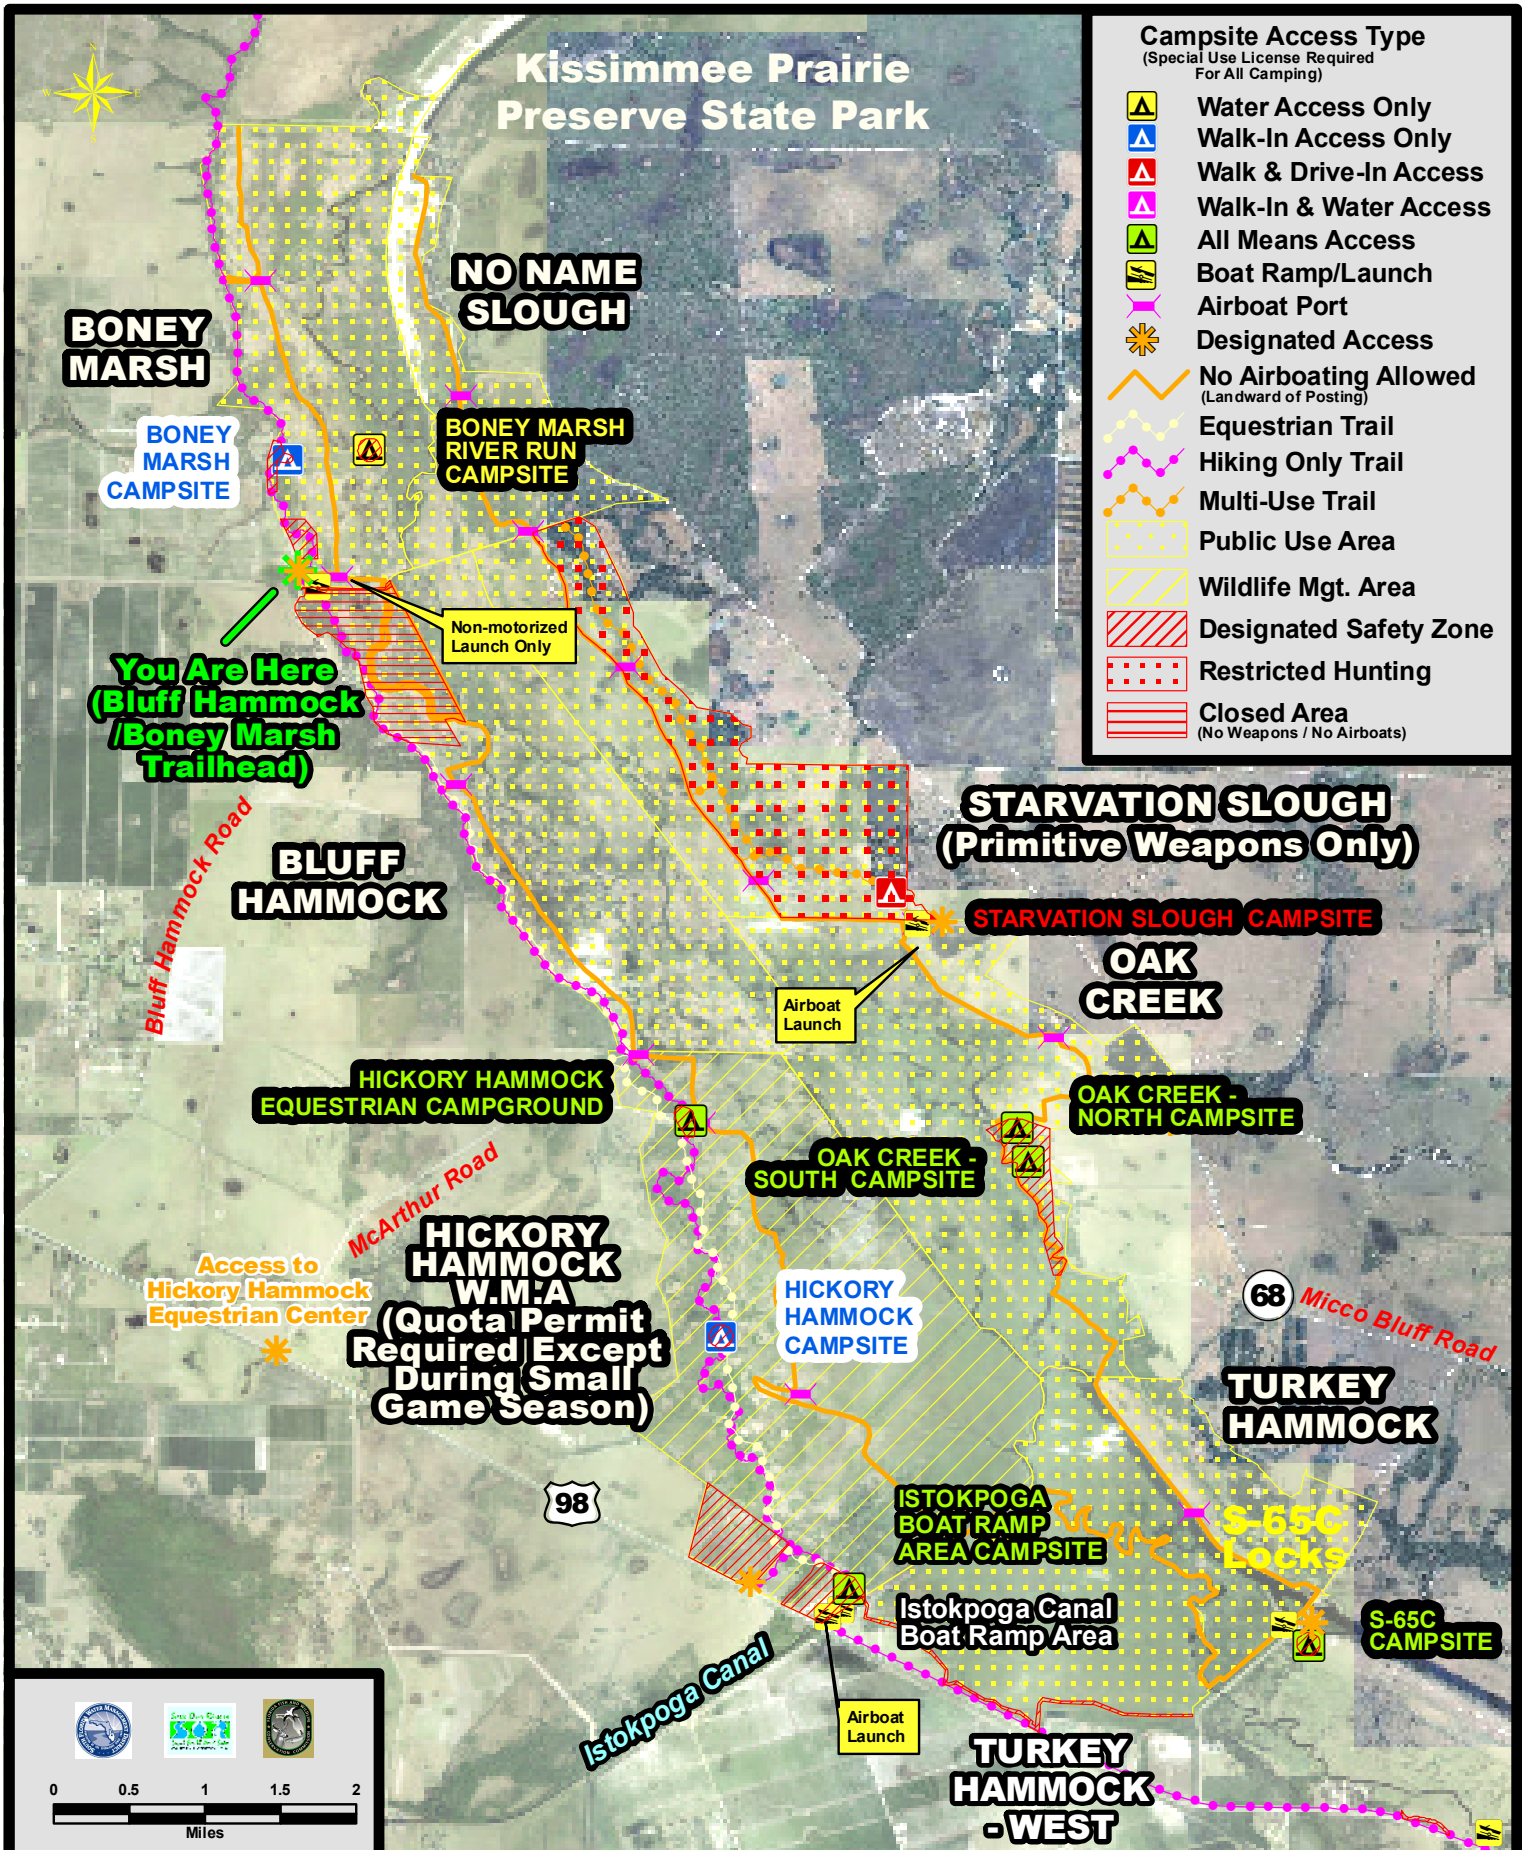 Kissimmee Prairie
Preserve State Park
N
W
E
S
Campsite Access Type
(Special Use License Required
For All Camping)
Water Access Only
Walk-In Access Only
Walk & Drive-In Access
Walk-In & Water Access
All Means Access
Boat Ramp/Launch
Airboat Port
Designated Access
No Airboating Allowed
(Landward of Posting)
Equestrian Trail
Hiking Only Trail
Multi-Use Trail
Public Use Area
Wildlife Mgt. Area
Designated Safety Zone
Restricted Hunting
Closed Area
(No Weapons / No Airboats)
NO NAME
SLOUGH
BONEY
MARSH
BONEY
MARSH
CAMPSITE
BONEY MARSH
RIVER RUN
CAMPSITE
Non-motorized
Launch Only
You Are Here
(Bluff Hammock
/Boney Marsh
Trailhead)
Bluff Hammock Road
BLUFF
HAMMOCK
STARVATION SLOUGH
(Primitive Weapons Only)
STARVATION SLOUGH CAMPSITE
OAK
CREEK
Airboat
Launch
HICKORY HAMMOCK
EQUESTRIAN CAMPGROUND
OAK CREEK -
NORTH CAMPSITE
OAK CREEK -
SOUTH CAMPSITE
McArthur Road
HICKORY
HAMMOCK
W.M.A
(Quota Permit
Required Except
During Small
Game Season)
Access to
Hickory Hammock
Equestrian Center
HICKORY
HAMMOCK
CAMPSITE
68
Micco Bluff Road
TURKEY
HAMMOCK
98
ISTOKPOGA
BOAT RAMP
AREA CAMPSITE
S-65C
Locks
Istokpoga Canal
Boat Ramp Area
S-65C
CAMPSITE
Istokpoga Canal
Airboat
Launch
TURKEY
HAMMOCK
- WEST
0 0.5 1 1.5 2
Miles